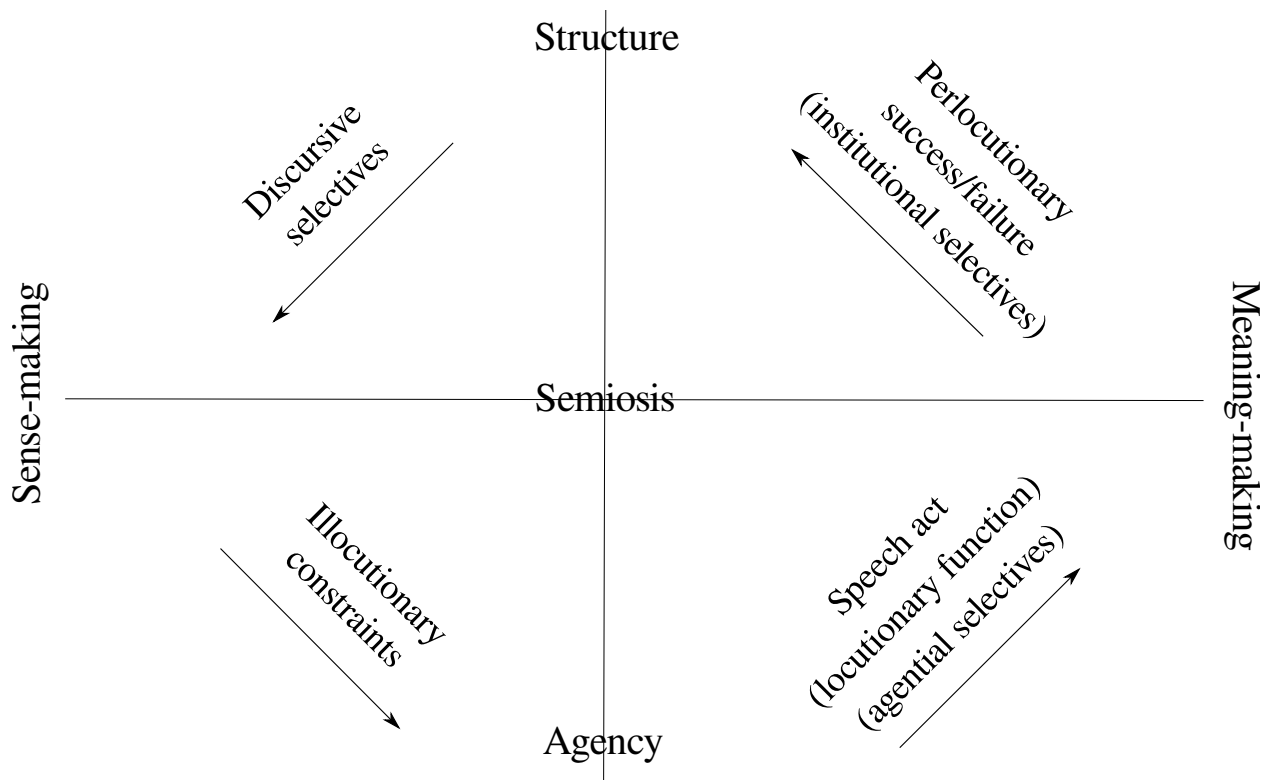 Structure
Discursive
selectives
Perlocutionary
success/failure
(institutional selectives)
Sense-making
Semiosis
Meaning-making
Illocutionary
constraints
Speech act
(locutionary function)
(agential selectives)
Agency